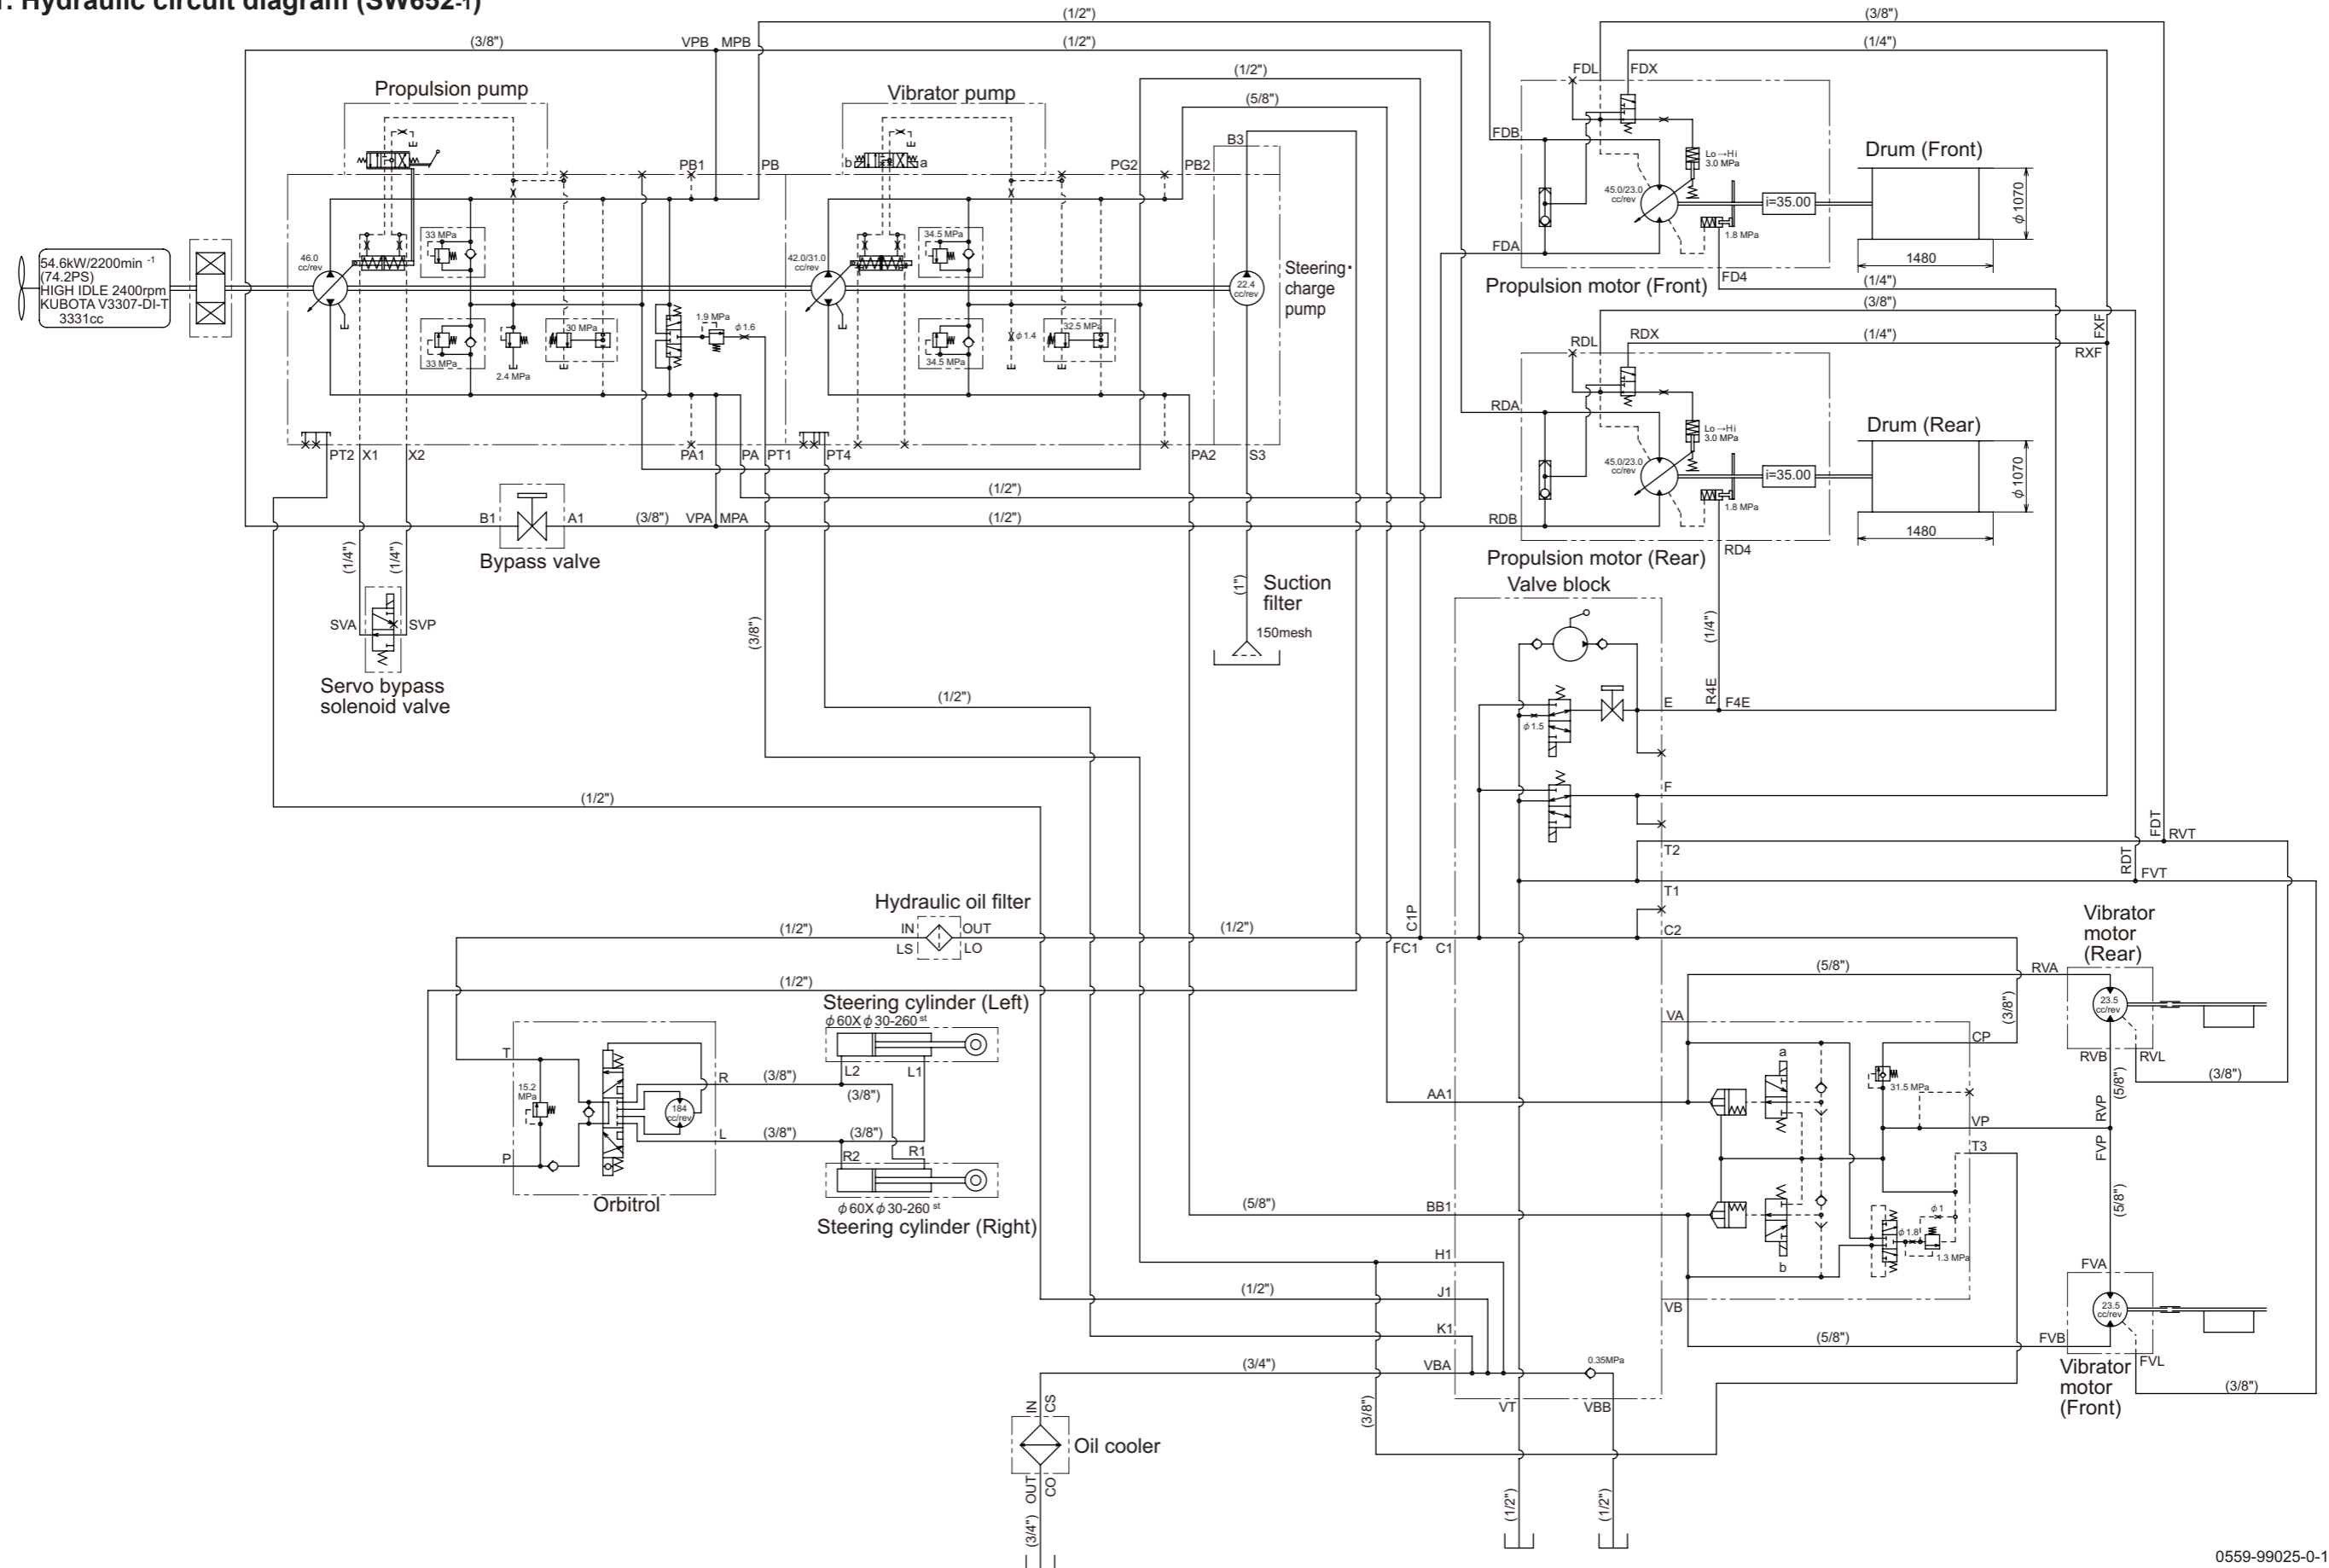 1. Hydraulic circuit diagram (SW652-1)
(1/2")
(3/8")
(3/8") VPB MPB (1/2")
(1/4")
(1/2")
(5/8")
Propulsion pump
Vibrator pump
B3
PB1 PB
PG2 PB2
b a
FDL FDX
FDB
Lo→Hi
3.0 MPa
Drum (Front)
45.0/23.0
cc/rev
i=35.00
φ1070
1480
1.8 MPa
FDA
FD4
Propulsion motor (Front)
(1/4")
(3/8")
54.6kW/2200min -1
(74.2PS)
HIGH IDLE 2400rpm
KUBOTA V3307-DI-T
3331cc
46.0
cc/rev
33 MPa
33 MPa
2.4 MPa
30 MPa
1.9 MPa
φ1.6
42.0/31.0
cc/rev
34.5 MPa
34.5 MPa
φ1.4
32.5 MPa
22.4
cc/rev
Steering・
charge
pump
RDL RDX
(1/4")
FXF
RXF
RDA
Lo→Hi
3.0 MPa
Drum (Rear)
45.0/23.0
cc/rev
i=35.00
φ1070
1480
1.8 MPa
RDB
RD4
Propulsion motor (Rear)
PT2 X1 X2
PA1 PA PT1 PT4
PA2 S3
(1/2")
B1 A1 (3/8") VPA MPA (1/2")
Bypass valve
(1/4") (1/4")
SVA SVP
Servo bypass
solenoid valve
(3/8")
(1")
Suction
filter
150mesh
Valve block
(1/4")
R4E
E F4E
φ1.5
F
(1/2")
(1/2")
T2
T1
FDT RVT
RDT FVT
Hydraulic oil filter
(1/2") IN OUT (1/2")
LS LO
C1P
FC1 C1
C2
(1/2")
(5/8") RVA
Vibrator
motor
(Rear)
23.5
cc/rev
RVB RVL
(3/8")
(3/8")
VA
CP
Steering cylinder (Left)
φ60Xφ30-260st
L2 L1
T
15.2
MPa
184
cc/rev
R (3/8")
(3/8")
L (3/8") (3/8")
R2 R1
P
Orbitrol
φ60Xφ30-260st
Steering cylinder (Right)
AA1
a
31.5 MPa
VP
T3
RVP (5/8")
FVP
(5/8")
(5/8") BB1
φ1
φ1.8
1.3 MPa
b
H1
(1/2") J1
K1
VB
FVA
23.5
cc/rev
(5/8") FVB
FVL
Vibrator
motor
(Front)
(3/8")
(3/4") VBA
0.35MPa
IN CS
(3/8")
VT VBB
Oil cooler
OUT CO
(3/4")
(1/2") (1/2")
0559-99025-0-1